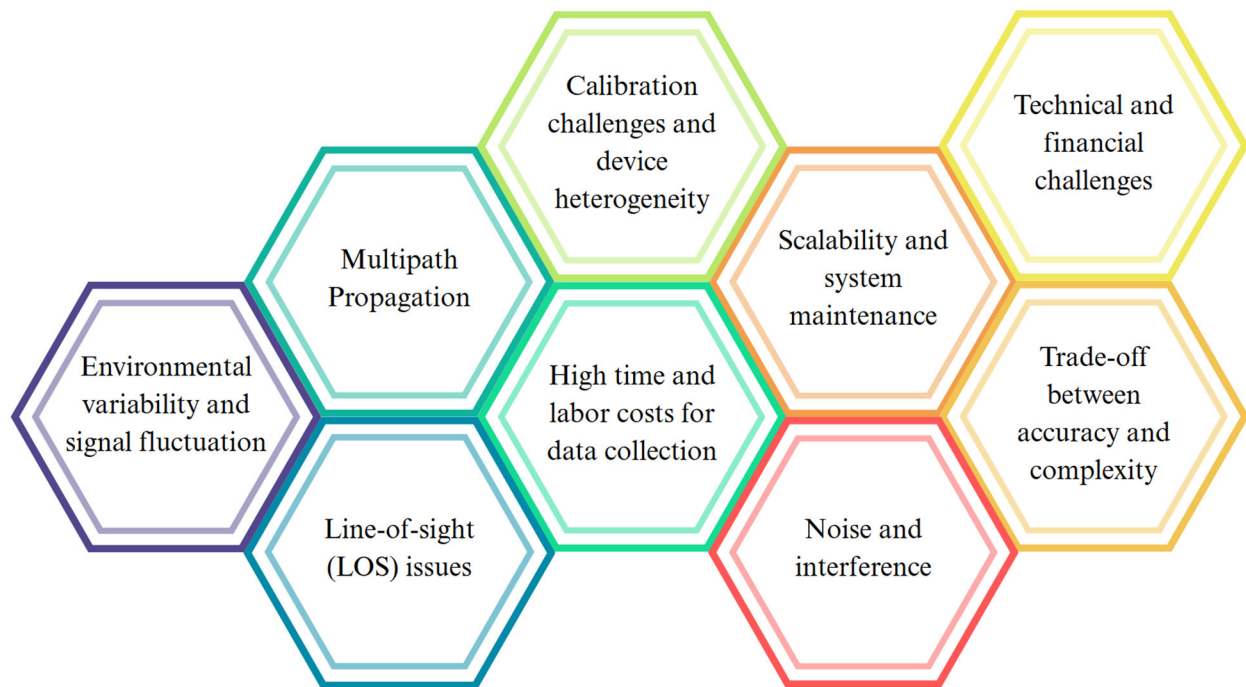 Calibration
challenges and
device
heterogeneity
Technical and
financial
challenges
Multipath
Propagation
Scalability and
system
maintenance
Environmental
variability and
signal fluctuation
High time and
labor costs for
data collection
Trade-off
between
accuracy and
complexity
Line-of-sight
(LOS) issues
Noise and
interference